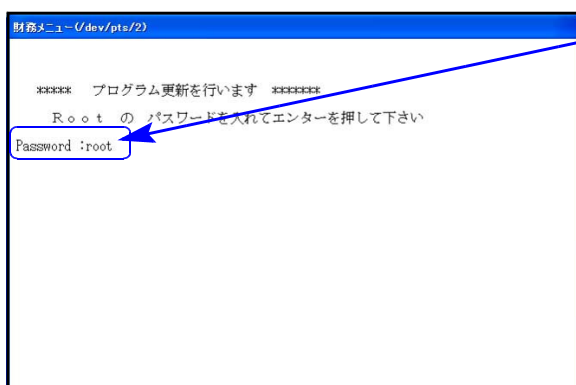 財務メニュー(/dev/pts/2)
***** プログラム更新を行います *******
Root の パスワードを入れてエンターを押して下さい
Password :root